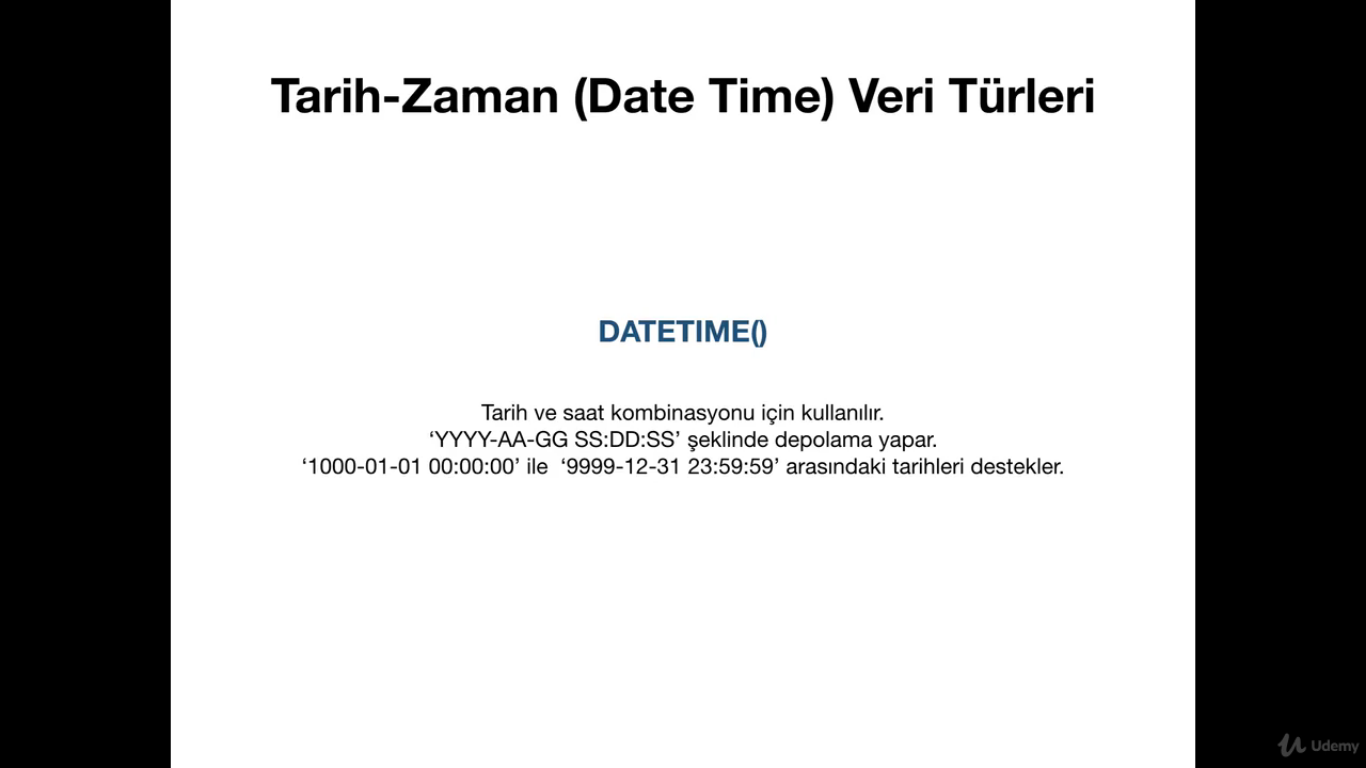 Tarih-Zaman (Date Time) Veri Türleri
DATETIME()
Tarih ve saat kombinasyonu için kullanılır.
‘YYYY-AA-GG SS:DD:SS’ şeklinde depolama yapar.
‘1000-01-01 00:00:00’ ile  ‘9999-12-31 23:59:59’ arasındaki tarihleri destekler.
Udemy